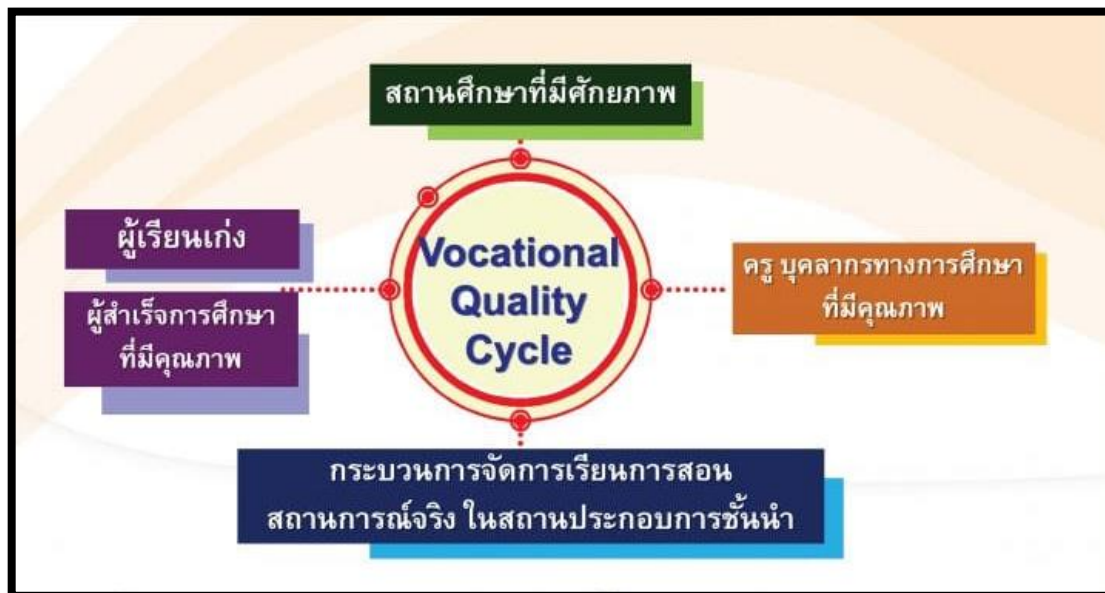 สถานศึกษาที่มีศักยภาพ
ผู้เรียนเก่ง
ผู้สำเร็จการศึกษา
ที่มีคุณภาพ
Vocational
Quality
Cycle
ครู บุคลากรทางการศึกษา
ที่มีคุณภาพ
กระบวนการจัดการเรียนการสอน
สถานการณ์จริง ในสถานประกอบการชั้นนำ